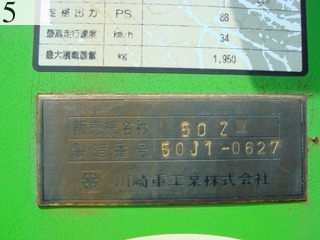 5
定格出力 PS 88
最高走行速度 km/h 34
最大積載質量 kg 1,950
販売機名称 50ZⅢ
製造番号 50J1-0627
川崎重工業株式会社